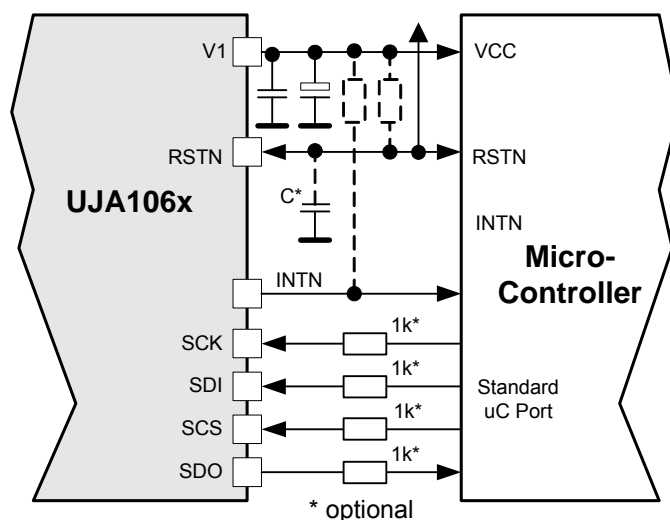 V1
VCC
RSTN
RSTN
UJA106x
C*
INTN
Micro-
Controller
INTN
SCK
1k*
SDI
1k*
Standard
uC Port
SCS
1k*
SDO
1k*
* optional